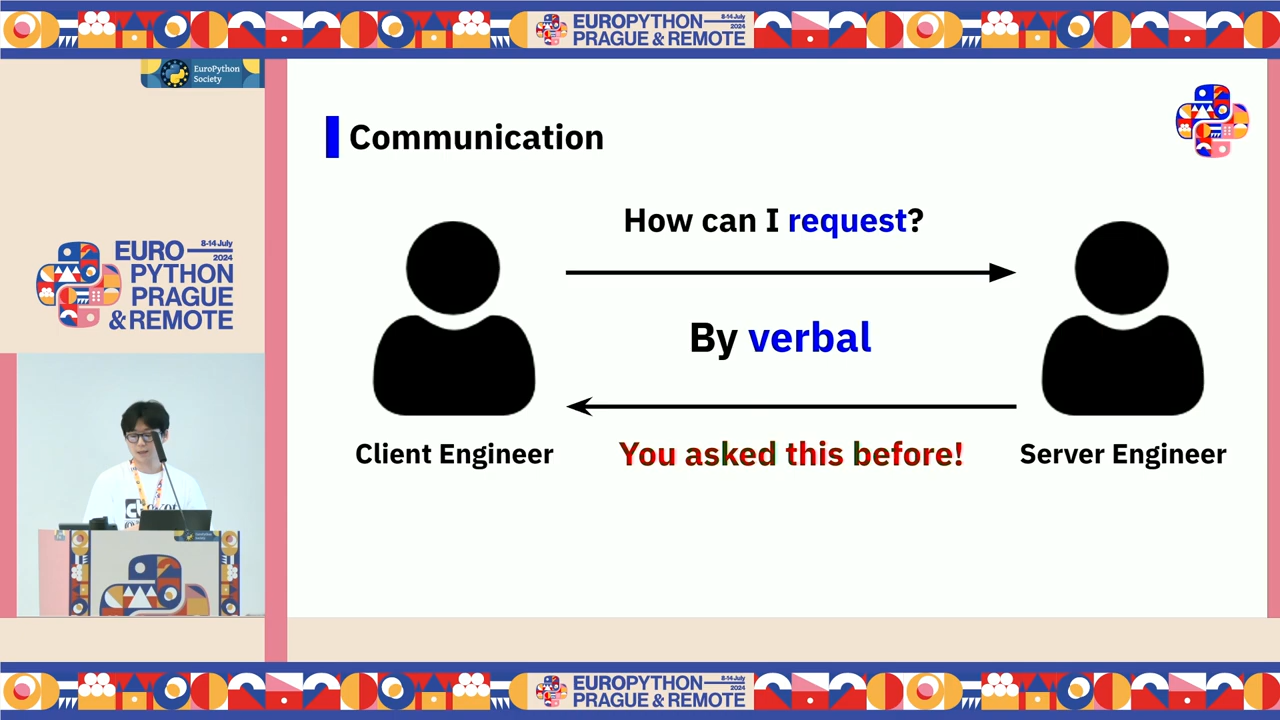 EUROPYTHON
8-14 July
2024
PRAGUE & REMOTE
EuroPython
Society
Communication
How can I request?
By verbal
You asked this before!
Client Engineer
Server Engineer
EURO
8-14 July
2024
PYTHON
PRAGUE
& REMOTE
EUROPYTHON
8-14 July
2024
PRAGUE & REMOTE